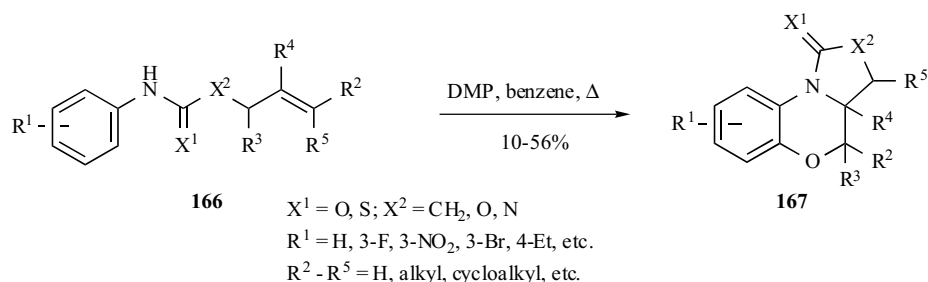 H
N
X²
R⁴
R²
R¹
X¹
R³
R⁵
166
DMP, benzene, Δ
10-56%
X¹
X²
N
R⁵
R¹
R⁴
O
R²
R³
167
X¹ = O, S; X² = CH₂, O, N
R¹ = H, 3-F, 3-NO₂, 3-Br, 4-Et, etc.
R² - R⁵ = H, alkyl, cycloalkyl, etc.